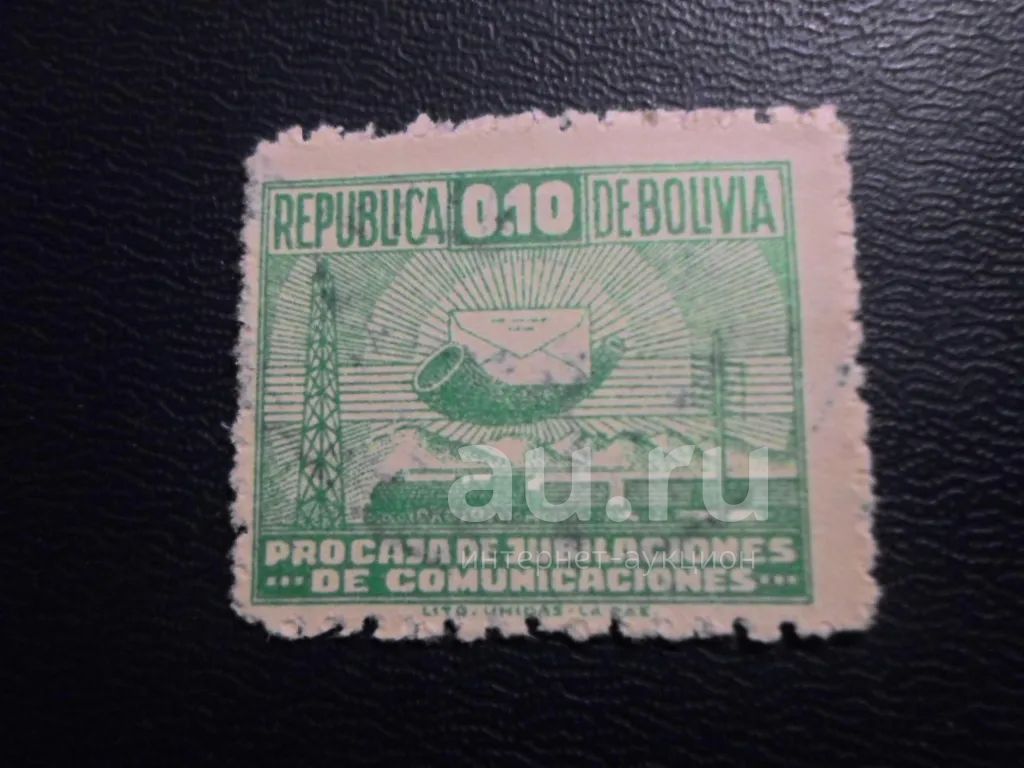 REPUBLICA 0.10 DE BOLIVIA
au.ru
PRO CAJA DE JUBILACIONES
интернет-аукцион
DE COMUNICACIONES
LITO. UNIDAS - LA PAZ.